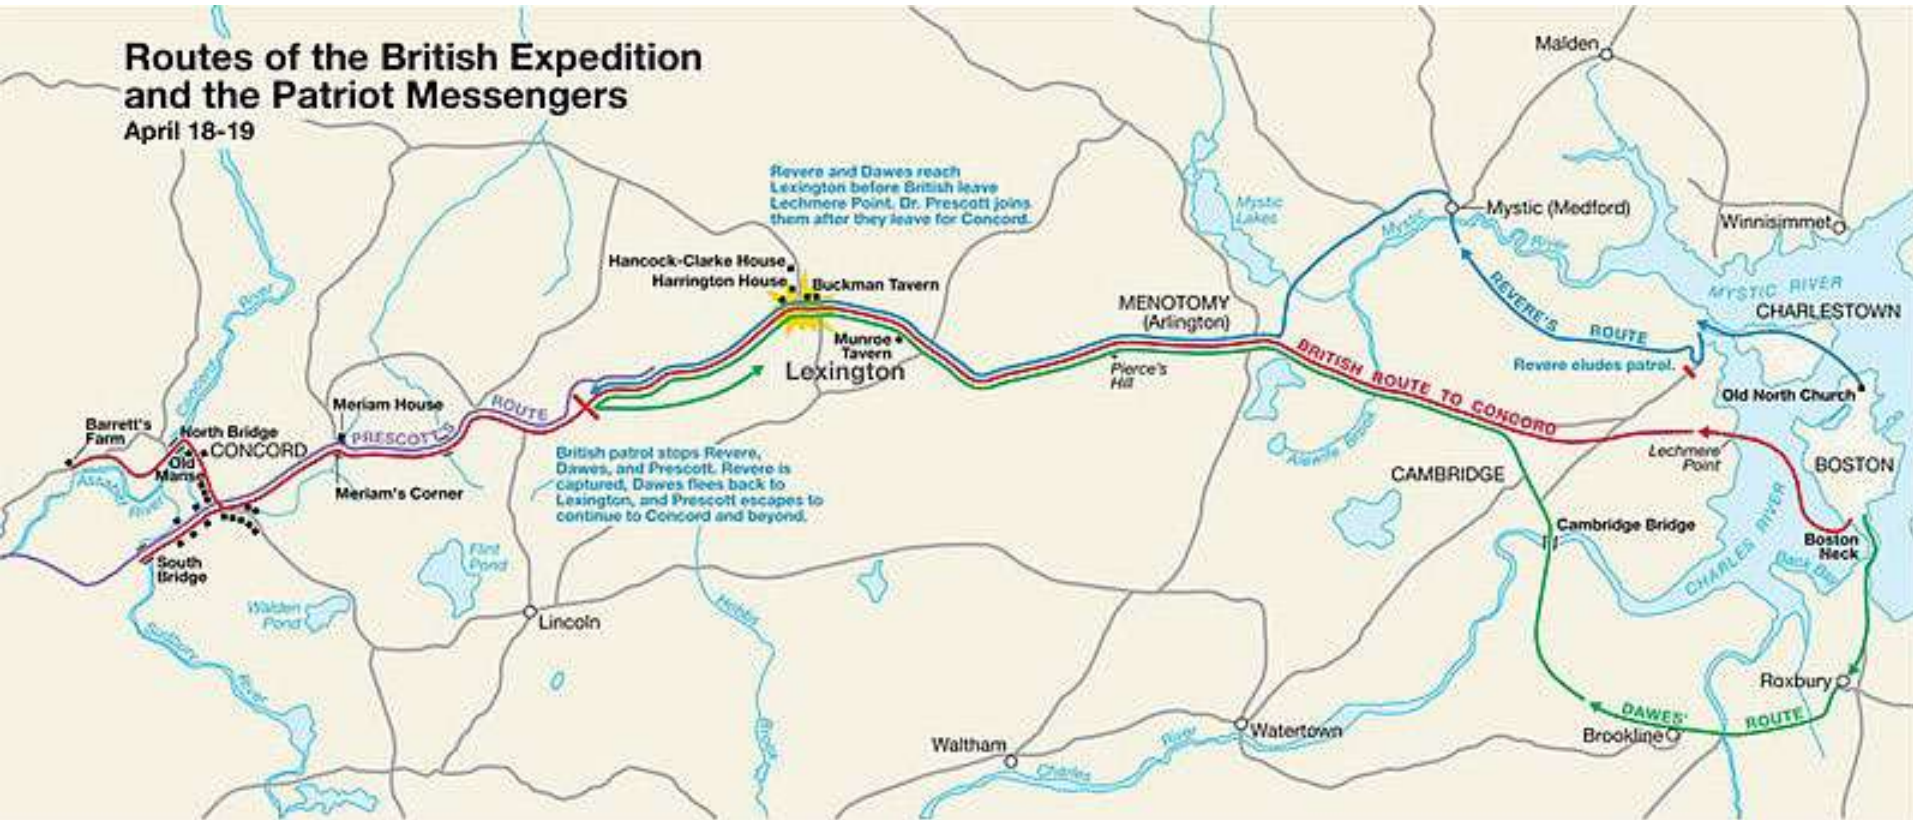 Routes of the British Expedition
and the Patriot Messengers
April 18-19
Malden
Revere and Dawes reach
Lexington before British leave
Lechmere Point. Dr. Prescott joins
them after they leave for Concord.
Mystic
Lakes
Mystic
River
Mystic (Medford)
Winnisimmet
Hancock-Clarke House
Harrington House
Buckman Tavern
MYSTIC RIVER
CHARLESTOWN
Concord
River
MENOTOMY
(Arlington)
REVERE'S ROUTE
Munroe
Tavern
Lexington
Pierce's
Hill
Revere eludes patrol.
BRITISH ROUTE TO CONCORD
Old North Church
Meriam House
PRESCOTT'S ROUTE
Barrett's
Farm
North Bridge
CONCORD
Old
Manse
Assabet
River
Meriam's Corner
British patrol stops Revere,
Dawes, and Prescott. Revere is
captured, Dawes flees back to
Lexington, and Prescott escapes to
continue to Concord and beyond.
Alewife Brook
CAMBRIDGE
Lechmere
Point
BOSTON
Cambridge Bridge
Boston
Neck
CHARLES RIVER
Back Bay
South
Bridge
Flint
Pond
Walden
Pond
Lincoln
Hobbs
Brook
Sudbury
River
Roxbury
DAWES' ROUTE
Brookline
Watertown
Waltham
Charles
River